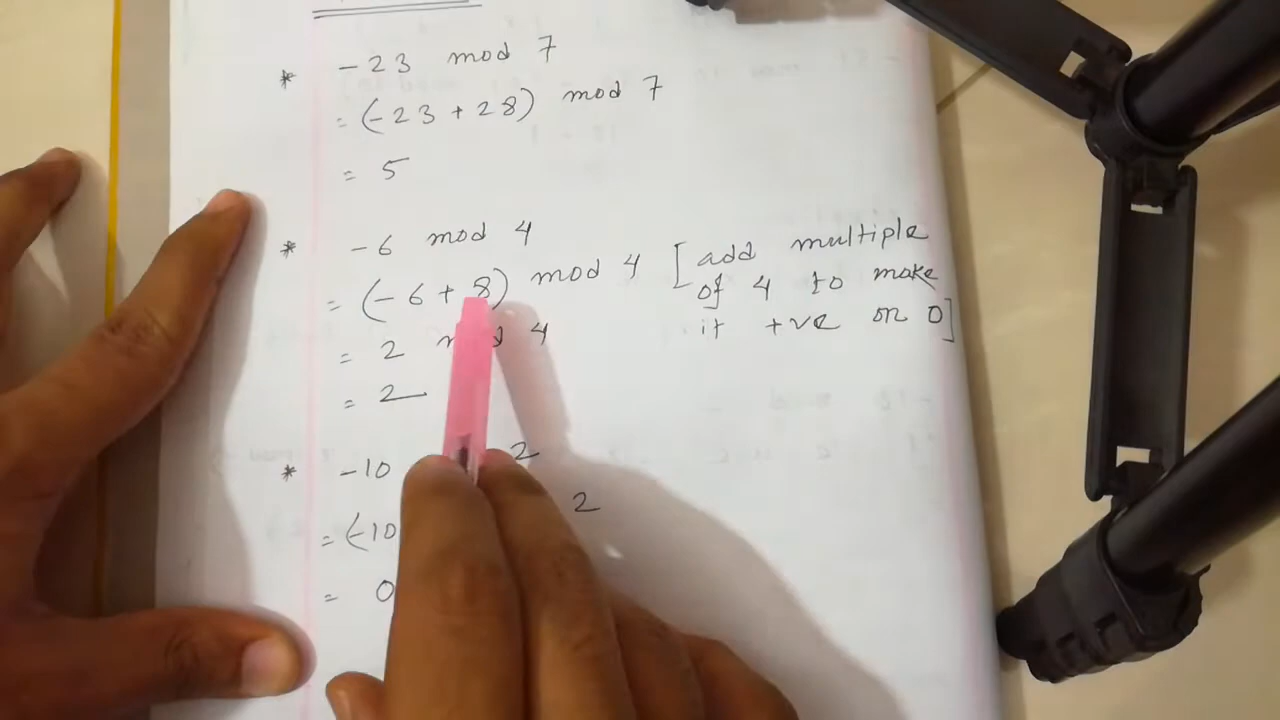 * -23 mod 7
= (-23 + 28) mod 7
= 5
* -6 mod 4
= (-6 + 8) mod 4 [add multiple
of 4 to make
it +ve or 0]
= 2 mod 4
= 2
* -10 2
= (-10 2
= 0